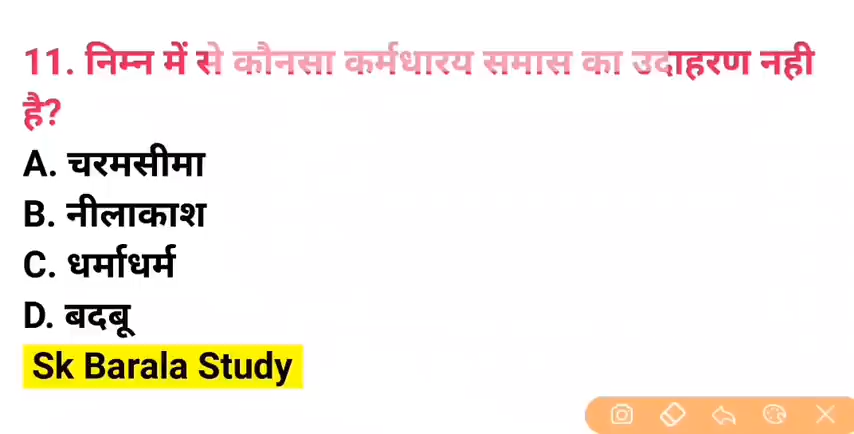 11. निम्न में से कौनसा कर्मधारय समास का उदाहरण नही
है?
A. चरमसीमा
B. नीलाकाश
C. धर्माधर्म
D. बदबू
Sk Barala Study